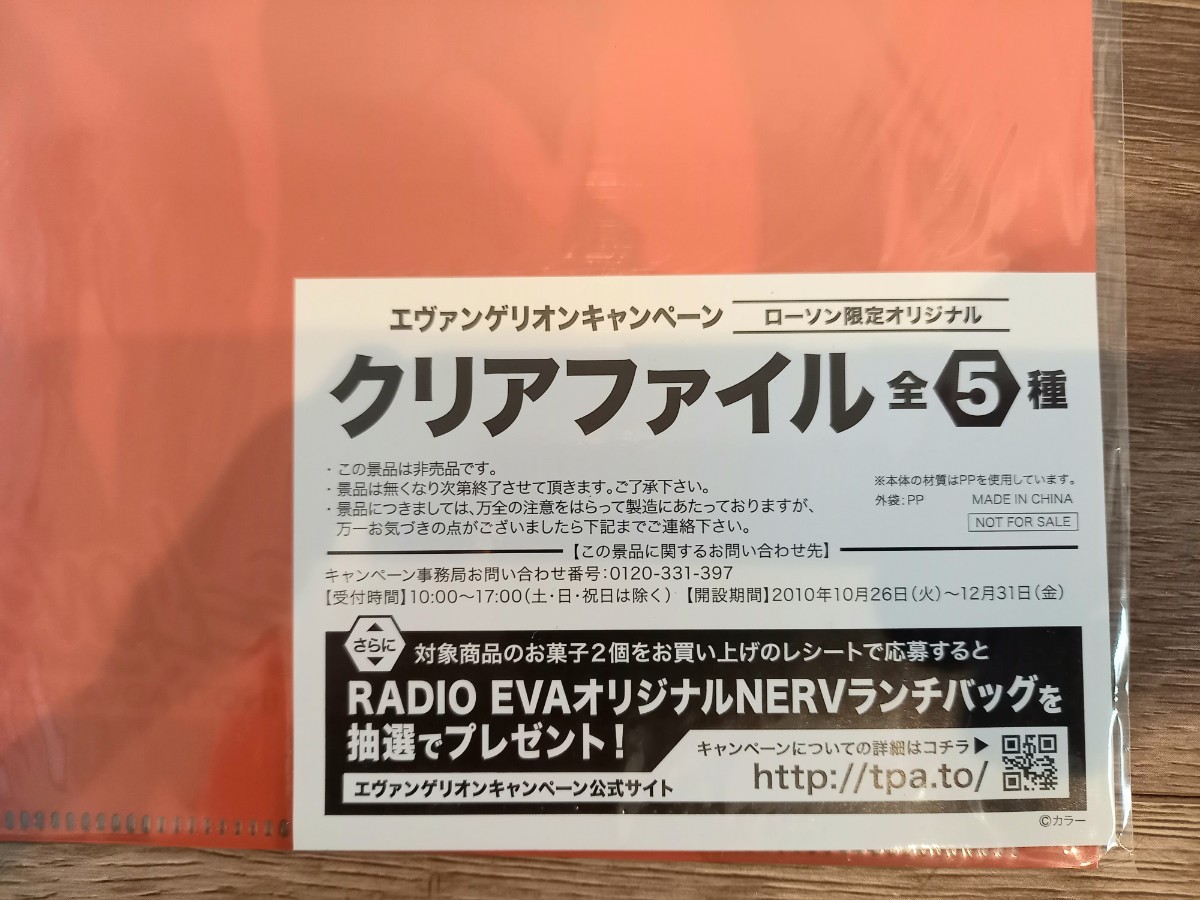 エヴァンゲリオンキャンペーン ローソン限定オリジナル
クリアファイル 全5種
・この景品は非売品です。
・景品は無くなり次第終了させて頂きます。ご了承下さい。
・景品につきましては、万全の注意をはらって製造にあたっておりますが、
万一お気づきの点がございましたら下記までご連絡下さい。
※本体の材質はPPを使用しています。
外袋:PP MADE IN CHINA
NOT FOR SALE
【この景品に関するお問い合わせ先】
キャンペーン事務局お問い合わせ番号:0120-331-397
【受付時間】10:00〜17:00(土・日・祝日は除く) 【開設期間】2010年10月26日(火)〜12月31日(金)
さらに 対象商品のお菓子2個をお買い上げのレシートで応募すると
RADIO EVAオリジナルNERVランチバッグを
抽選でプレゼント!
キャンペーンについての詳細はコチラ▶
エヴァンゲリオンキャンペーン公式サイト http://tpa.to/
©カラー